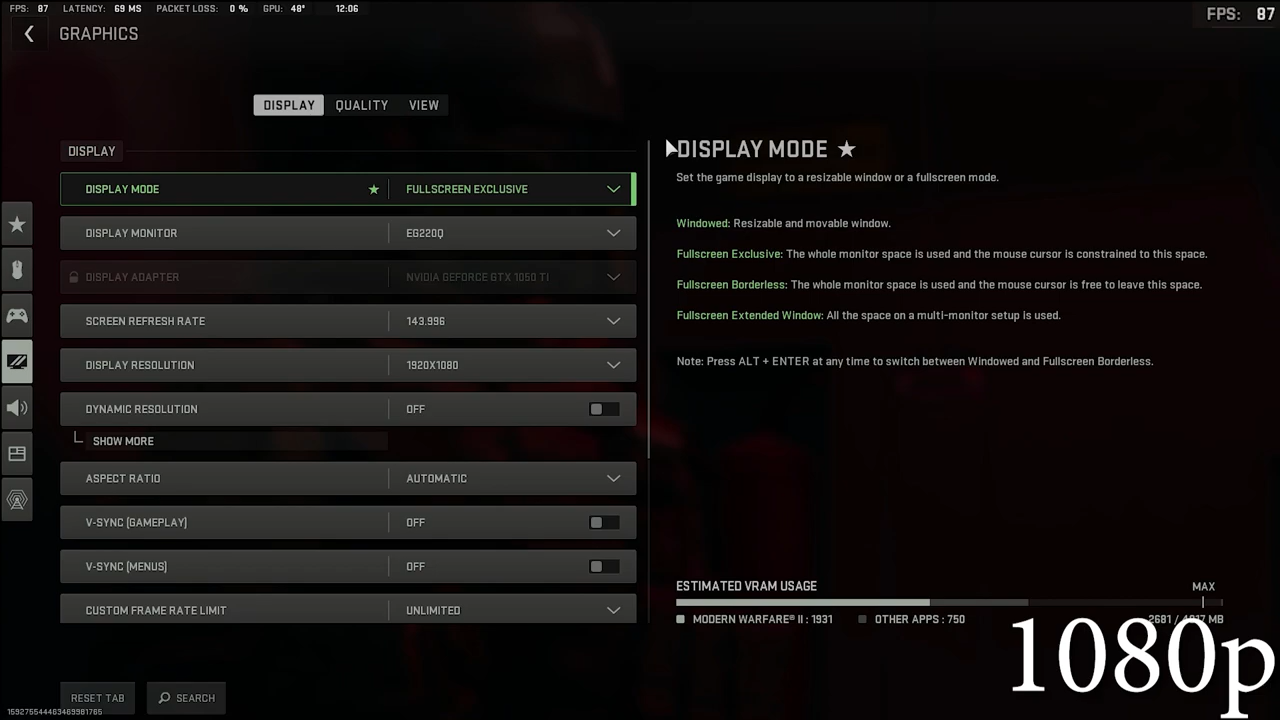 FPS: 87 LATENCY: 69 MS PACKET LOSS: 0 % GPU: 48° 12:06
FPS: 87
GRAPHICS
DISPLAY QUALITY VIEW
DISPLAY
DISPLAY MODE ★ FULLSCREEN EXCLUSIVE
DISPLAY MONITOR EG220Q
DISPLAY ADAPTER NVIDIA GEFORCE GTX 1050 TI
SCREEN REFRESH RATE 143.996
DISPLAY RESOLUTION 1920X1080
DYNAMIC RESOLUTION OFF
SHOW MORE
ASPECT RATIO AUTOMATIC
V-SYNC (GAMEPLAY) OFF
V-SYNC (MENUS) OFF
CUSTOM FRAME RATE LIMIT UNLIMITED
RESET TAB SEARCH
DISPLAY MODE ★
Set the game display to a resizable window or a fullscreen mode.
Windowed: Resizable and movable window.
Fullscreen Exclusive: The whole monitor space is used and the mouse cursor is constrained to this space.
Fullscreen Borderless: The whole monitor space is used and the mouse cursor is free to leave this space.
Fullscreen Extended Window: All the space on a multi-monitor setup is used.
Note: Press ALT + ENTER at any time to switch between Windowed and Fullscreen Borderless.
ESTIMATED VRAM USAGE MAX
MODERN WARFARE® II : 1931 OTHER APPS : 750 2681 / MB
1080p